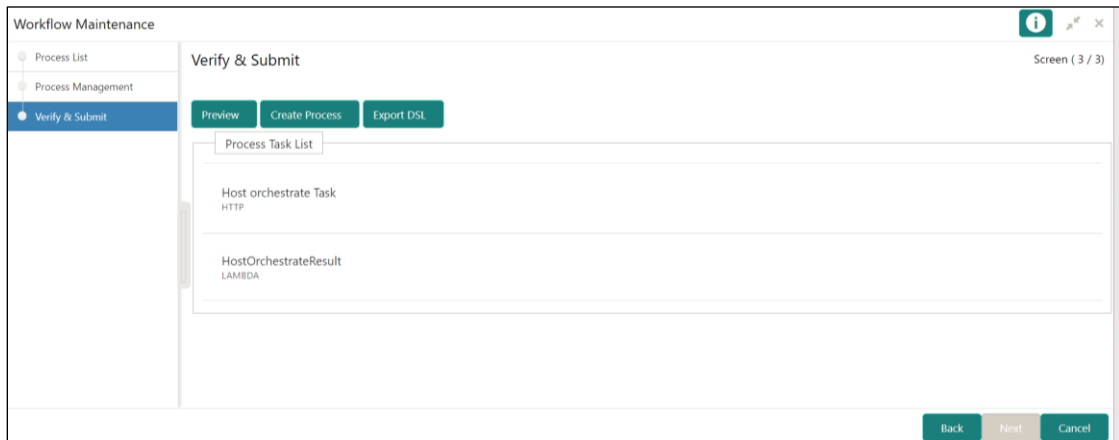 Workflow Maintenance
Process List
Process Management
Verify & Submit
Verify & Submit
Screen ( 3 / 3)
Preview
Create Process
Export DSL
Process Task List
Host orchestrate Task
HTTP
HostOrchestrateResult
LAMBDA
Back
Next
Cancel